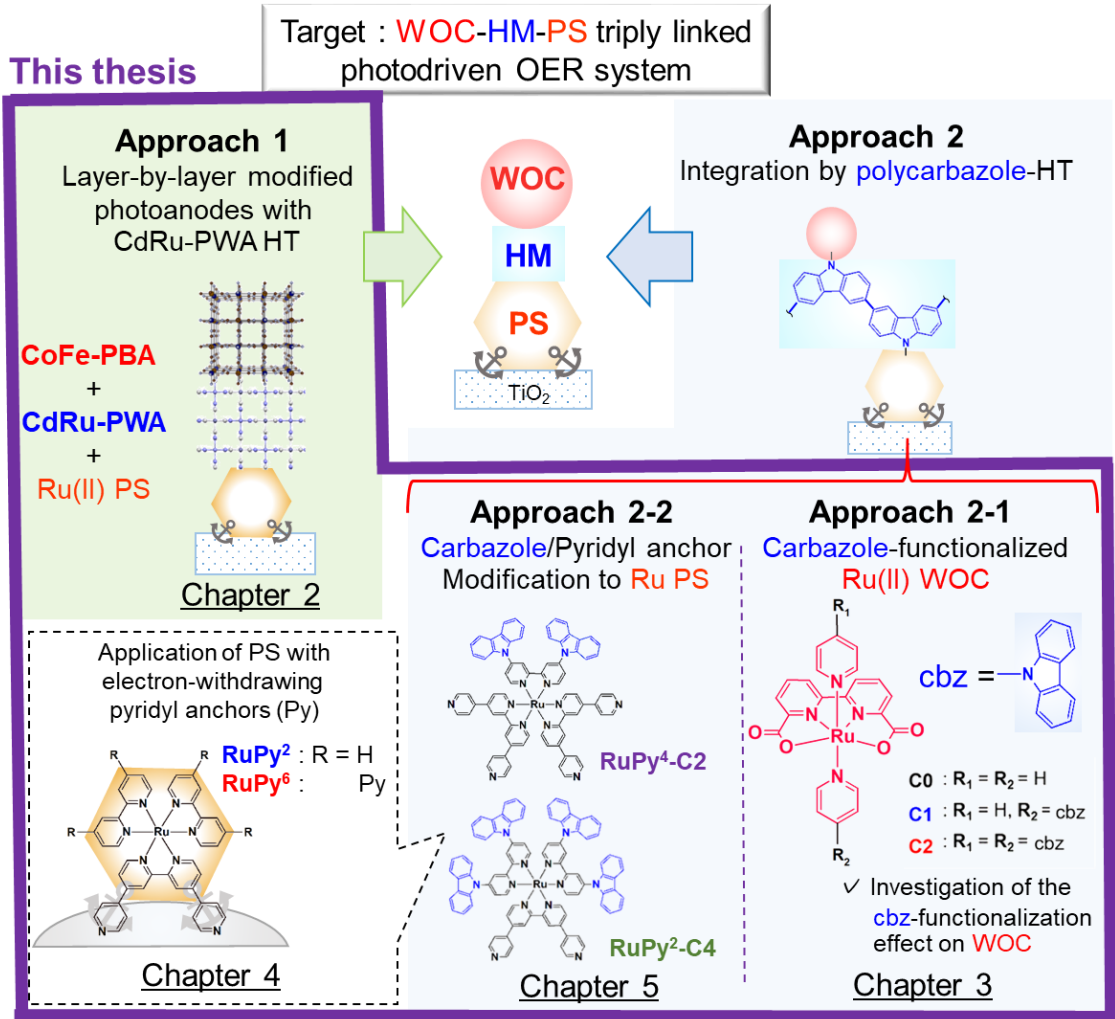 Target : WOC-HM-PS triply linked
photodriven OER system
This thesis
Approach 1
Layer-by-layer modified
photoanodes with
CdRu-PWA HT
CoFe-PBA
+
CdRu-PWA
+
Ru(II) PS
Chapter 2
WOC
HM
PS
TiO₂
Approach 2
Integration by polycarbazole-HT
N
N
Application of PS with
electron-withdrawing
pyridyl anchors (Py)
RuPy² : R = H
RuPy⁶ : Py
R R
N N
R N Ru N R
N N
N N
Chapter 4
Approach 2-2
Carbazole/Pyridyl anchor
Modification to Ru PS
N N
N N
N N Ru N N
N N
N N
RuPy⁴-C2
N N
N N
N N Ru N N
N N
N N
RuPy²-C4
Chapter 5
Approach 2-1
Carbazole-functionalized
Ru(II) WOC
R₁
N
N N
O O
O Ru O
N
R₂
cbz = N
C0 : R₁ = R₂ = H
C1 : R₁ = H, R₂ = cbz
C2 : R₁ = R₂ = cbz
✓ Investigation of the
cbz-functionalization
effect on WOC
Chapter 3